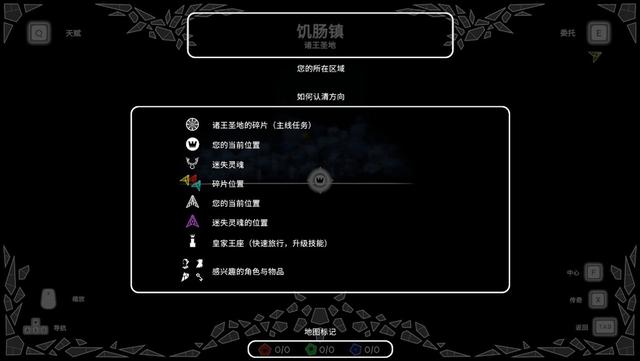 饥肠镇
诸王圣地
Q 天赋
委托 E
您的所在区域
如何认清方向
诸王圣地的碎片（主线任务）
您的当前位置
迷失灵魂
碎片位置
您的当前位置
迷失灵魂的位置
皇家王座（快速旅行，升级技能）
感兴趣的角色与物品
中心 F
缩放
传奇 X
导航
返回 TAB
地图标记
0/0 0/0 0/0